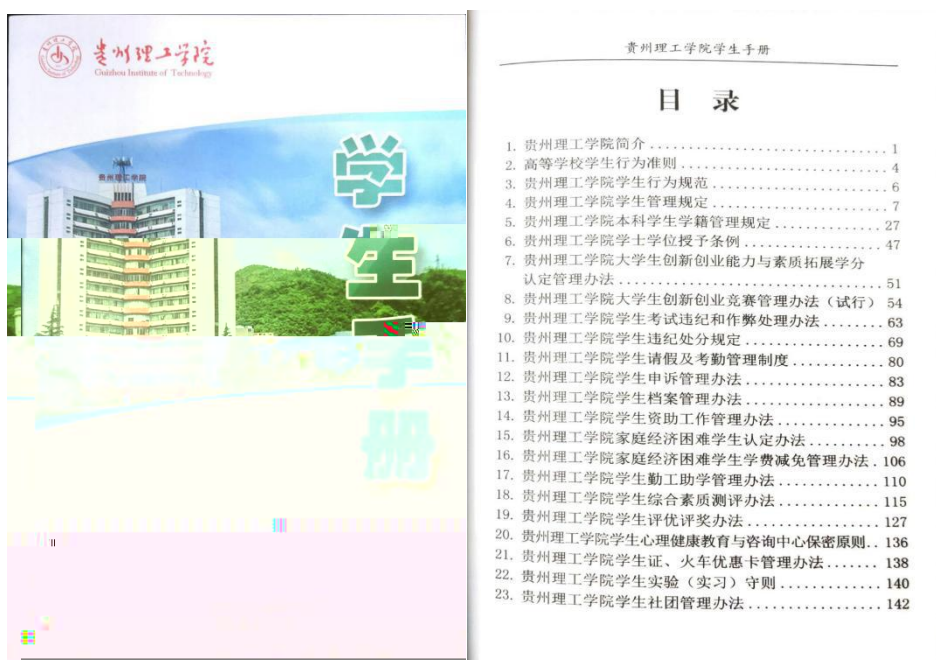 贵州理工学院
Guizhou Institute of Technology
贵州理工学院
学生手册
贵州理工学院学生手册
目 录
1. 贵州理工学院简介 ................................ 1
2. 高等学校学生行为准则 ............................ 4
3. 贵州理工学院学生行为规范 ........................ 6
4. 贵州理工学院学生管理规定 ........................ 7
5. 贵州理工学院本科学生学籍管理规定 ............... 27
6. 贵州理工学院学士学位授予条例 ................... 47
7. 贵州理工学院大学生创新创业能力与素质拓展学分
认定管理办法 ................................... 51
8. 贵州理工学院大学生创新创业竞赛管理办法（试行） 54
9. 贵州理工学院学生考试违纪和作弊处理办法 ........ 63
10. 贵州理工学院学生违纪处分规定 .................. 69
11. 贵州理工学院学生请假及考勤管理制度 ............ 80
12. 贵州理工学院学生申诉管理办法 .................. 83
13. 贵州理工学院学生档案管理办法 .................. 89
14. 贵州理工学院学生资助工作管理办法 .............. 95
15. 贵州理工学院家庭经济困难学生认定办法 .......... 98
16. 贵州理工学院家庭经济困难学生学费减免管理办法 . 106
17. 贵州理工学院学生勤工助学管理办法 ............. 110
18. 贵州理工学院学生综合素质测评办法 ............. 115
19. 贵州理工学院学生评优评奖办法 ................. 127
20. 贵州理工学院学生心理健康教育与咨询中心保密原则 .. 136
21. 贵州理工学院学生证、火车优惠卡管理办法 ....... 138
22. 贵州理工学院学生实验（实习）守则 ............. 140
23. 贵州理工学院学生社团管理办法 ................. 142